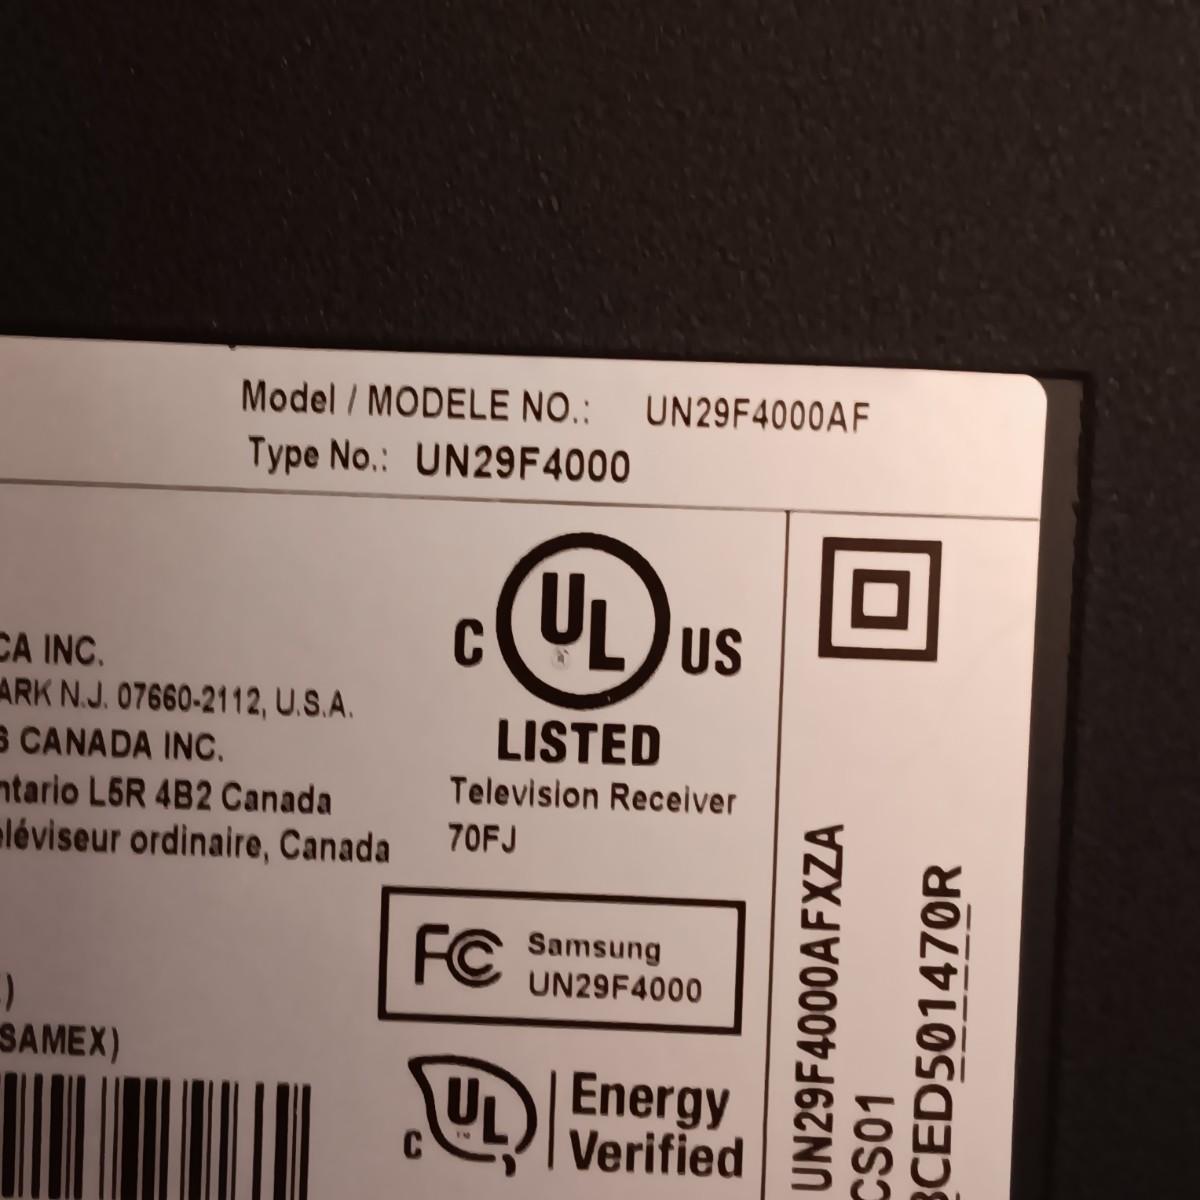 Model / MODELE NO.: UN29F4000AF
Type No.: UN29F4000
CA INC.
ARK N.J. 07660-2112, U.S.A.
S CANADA INC.
ntario L5R 4B2 Canada
éléviseur ordinaire, Canada
)
SAMEX)
C UL US
LISTED
Television Receiver
70FJ
FC Samsung
UN29F4000
C UL Energy
Verified
UN29F4000AFXZA
CS01
CED501470R